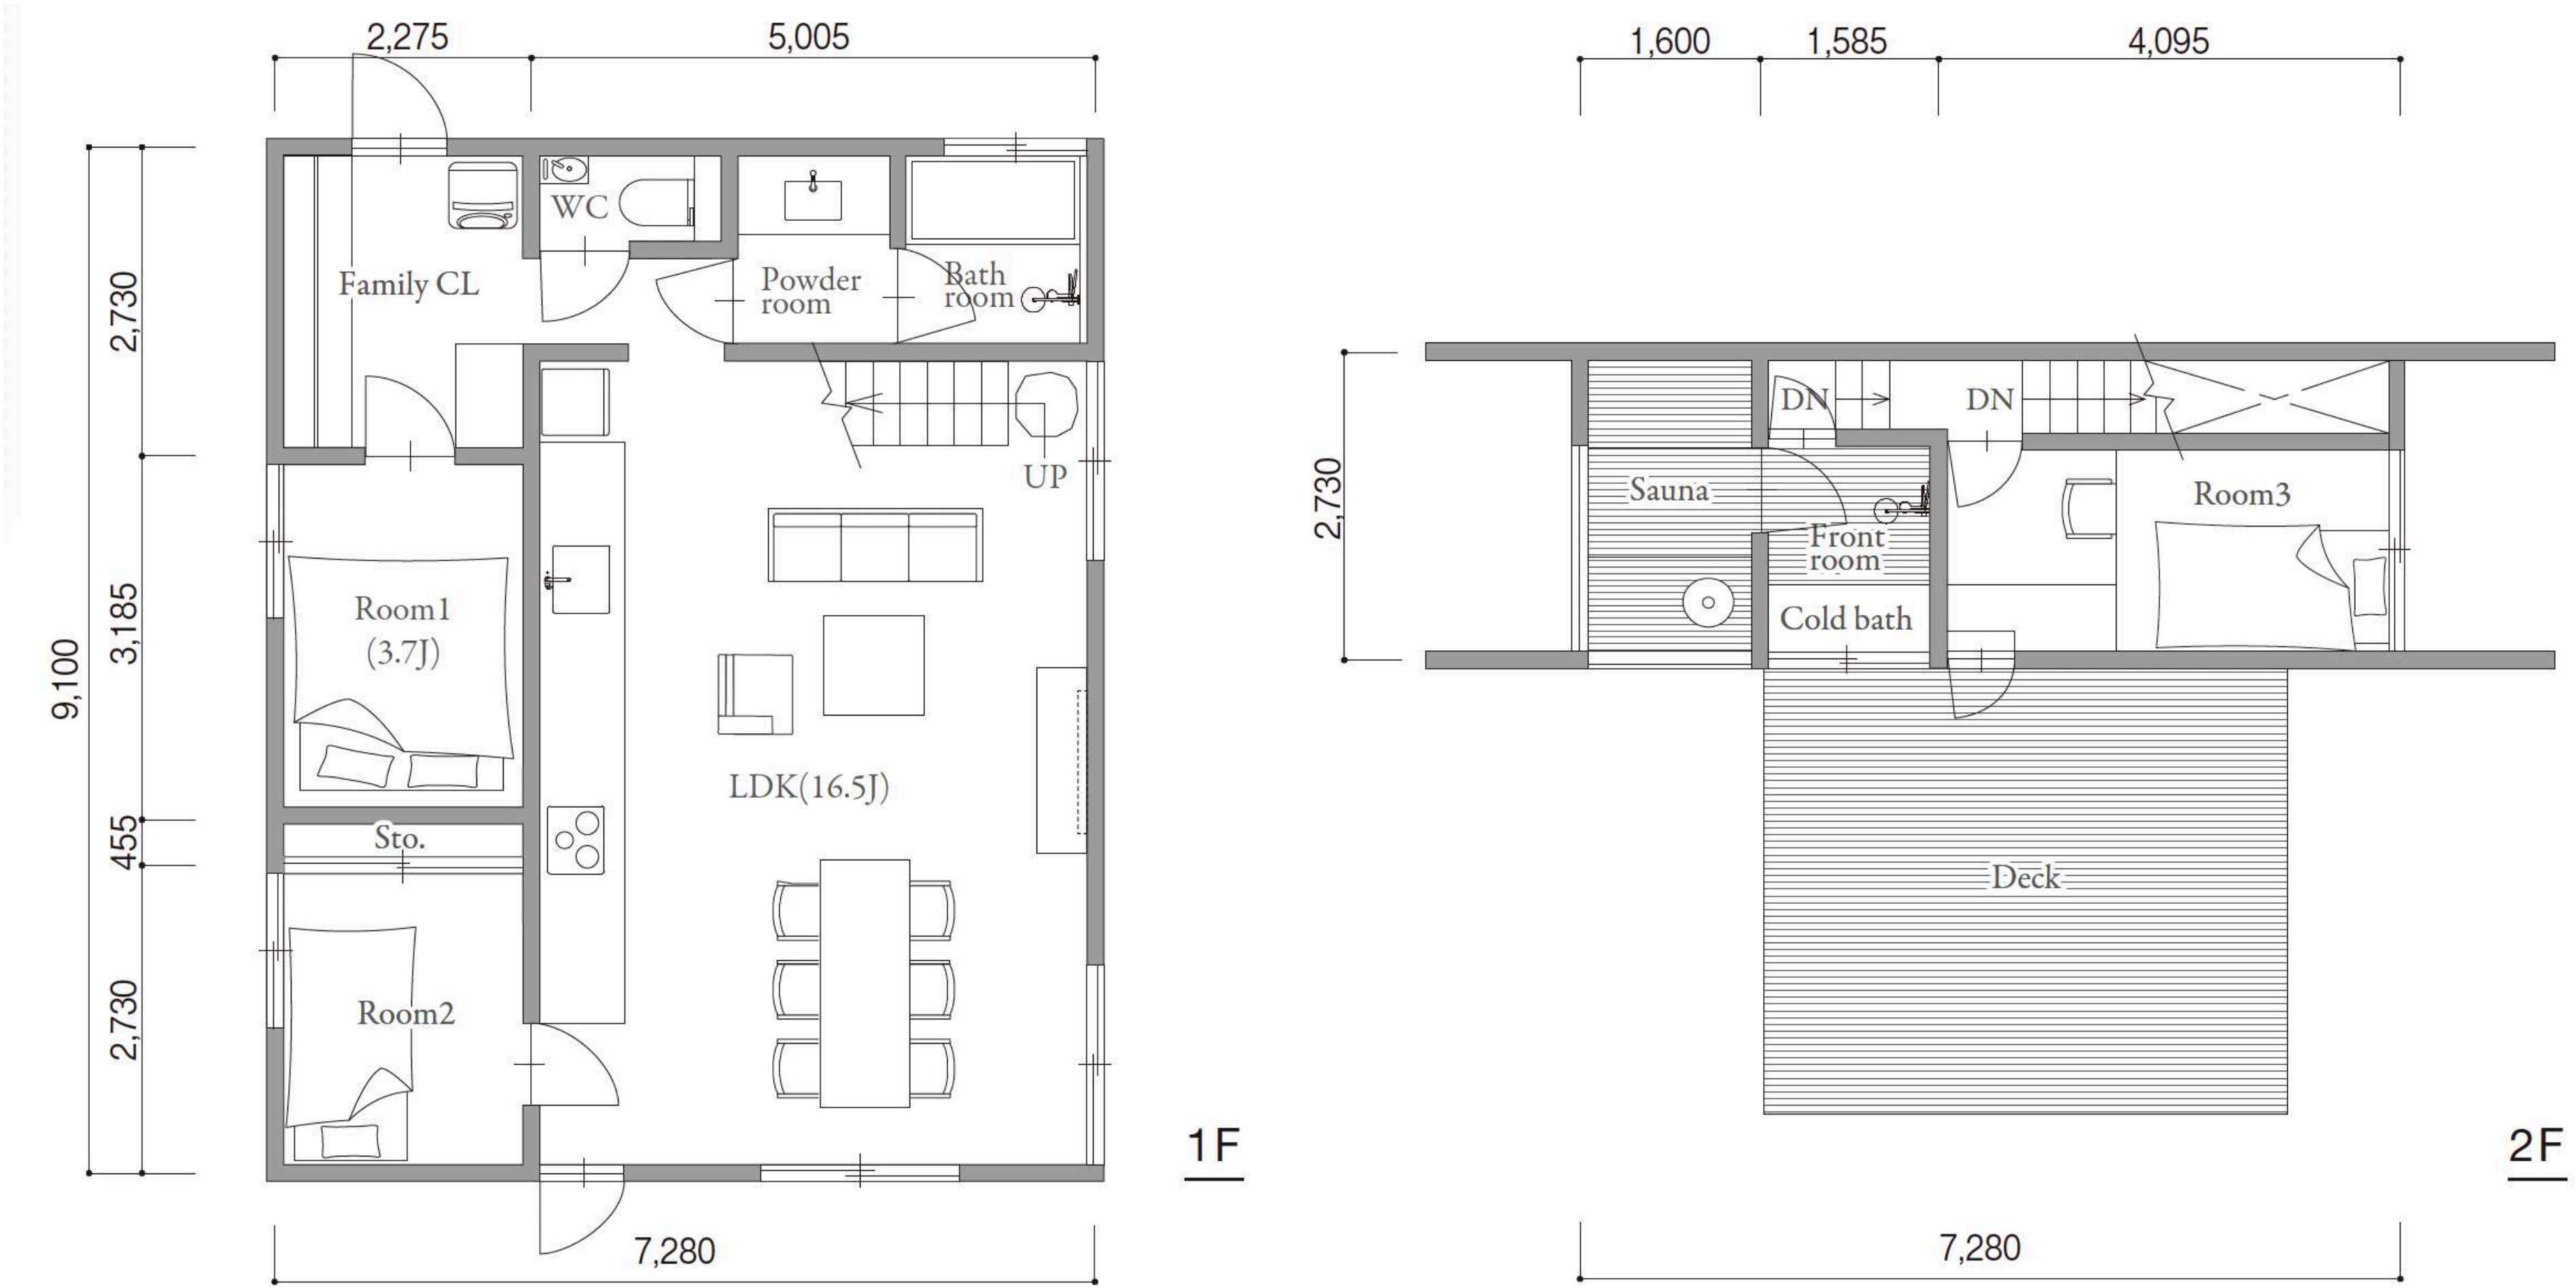 2,275
5,005
9,100
2,730
3,185
455
2,730
WC
Family CL
Powder
room
Bath
room
UP
Room1
(3.7J)
LDK(16.5J)
Sto.
Room2
7,280
1F
1,600
1,585
4,095
2,730
DN
DN
Sauna
Room3
Front
room
Cold bath
Deck
7,280
2F